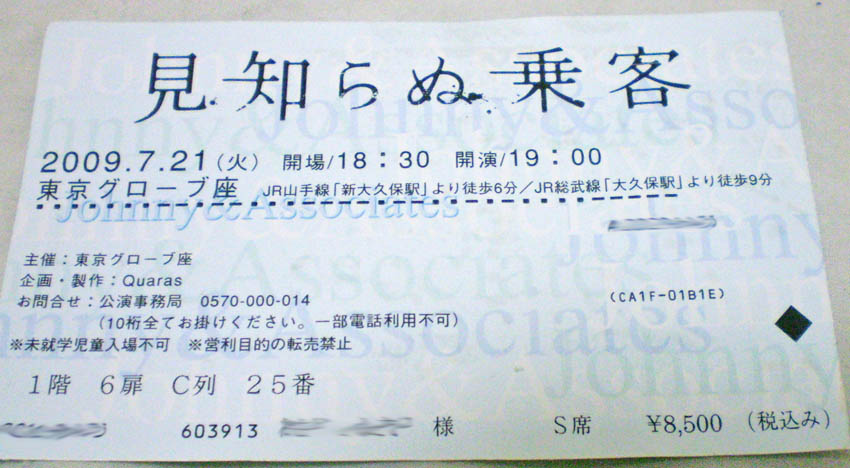 見知らぬ乗客
2009.7.21(火) 開場/18:30 開演/19:00
東京グローブ座 JR山手線「新大久保駅」より徒歩6分／JR総武線「大久保駅」より徒歩9分
Johnny&Associates
主催：東京グローブ座
企画・製作：Quaras
お問合せ：公演事務局 0570-000-014
(CA1F-01B1E)
(10桁全てお掛けください。一部電話利用不可)
※未就学児童入場不可 ※営利目的の転売禁止
1階 6扉 C列 25番
603913 様 S席 ¥8,500 (税込み)